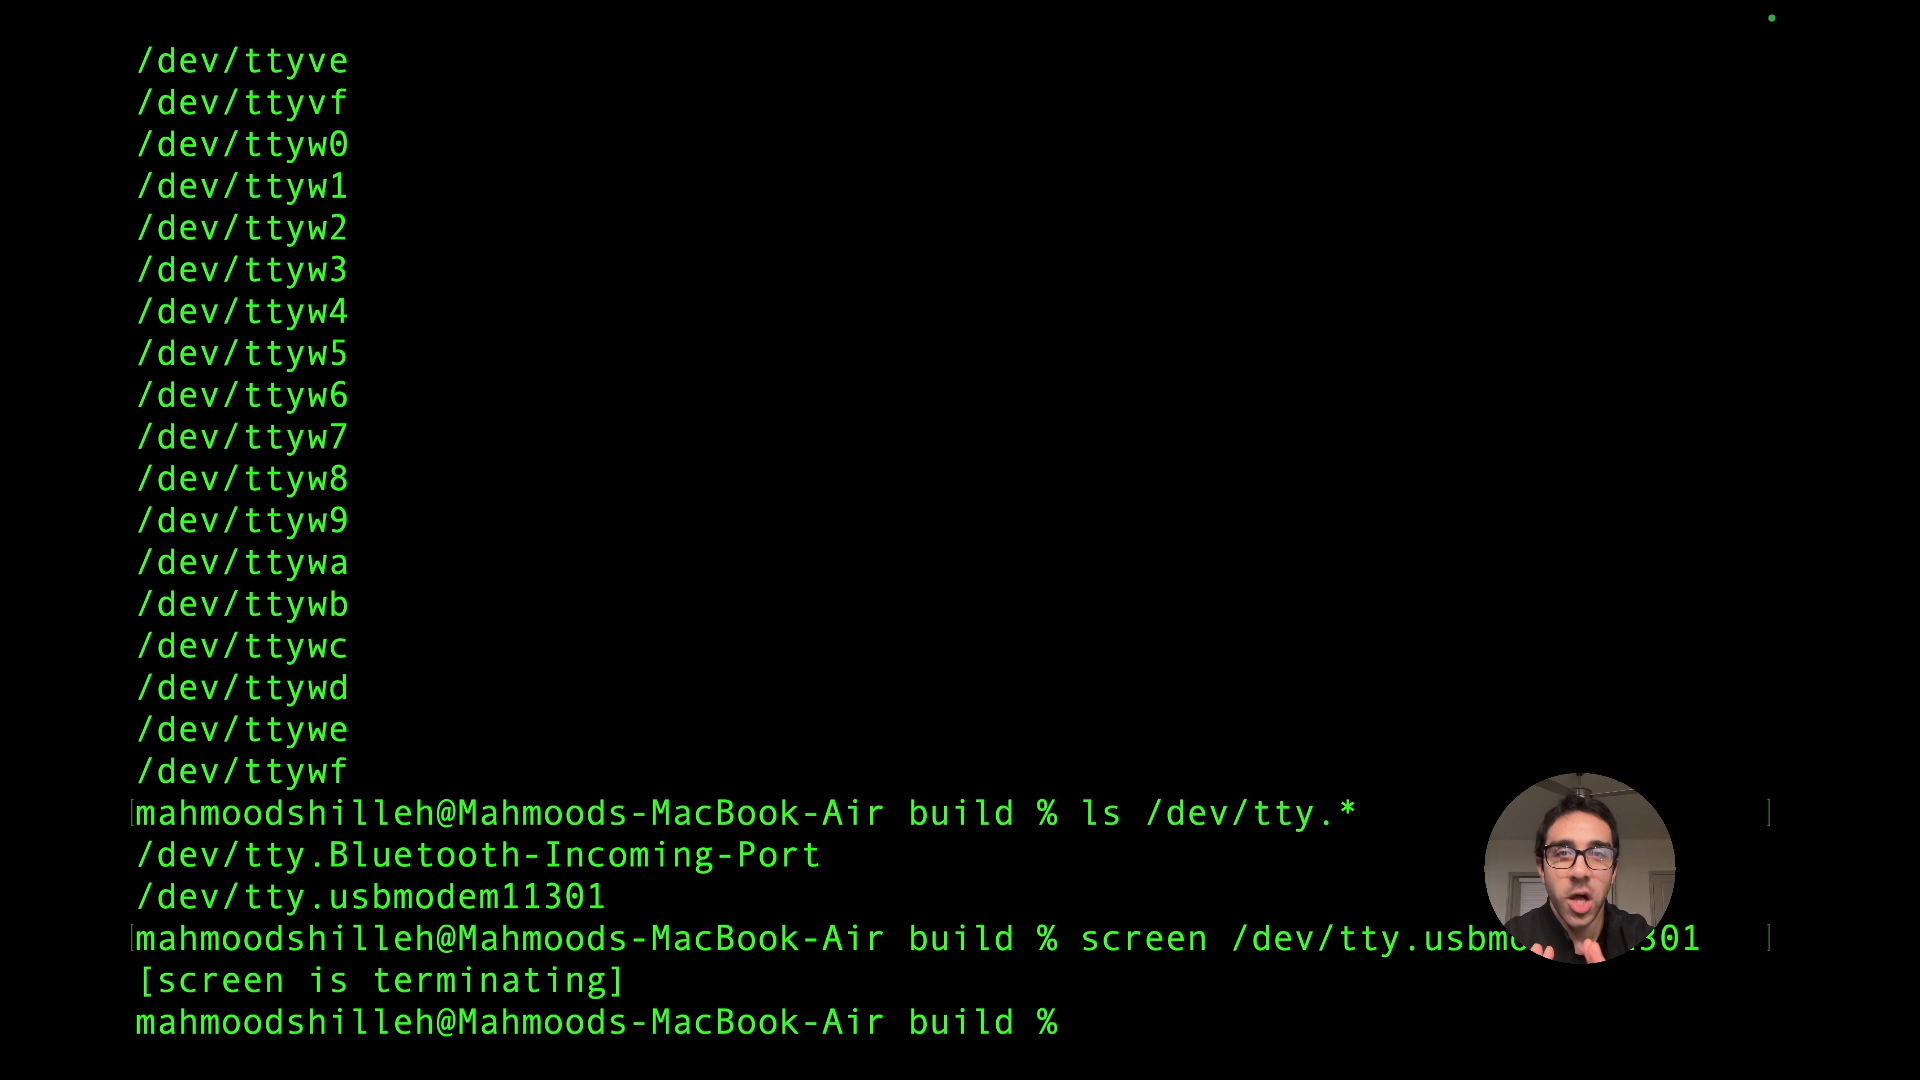 /dev/ttyve
/dev/ttyvf
/dev/ttyw0
/dev/ttyw1
/dev/ttyw2
/dev/ttyw3
/dev/ttyw4
/dev/ttyw5
/dev/ttyw6
/dev/ttyw7
/dev/ttyw8
/dev/ttyw9
/dev/ttywa
/dev/ttywb
/dev/ttywc
/dev/ttywd
/dev/ttywe
/dev/ttywf
[mahmoodshilleh@Mahmoods-MacBook-Air build % ls /dev/tty.* ]
/dev/tty.Bluetooth-Incoming-Port
/dev/tty.usbmodem11301
[mahmoodshilleh@Mahmoods-MacBook-Air build % screen /dev/tty.usbm 301 ]
[screen is terminating]
mahmoodshilleh@Mahmoods-MacBook-Air build %